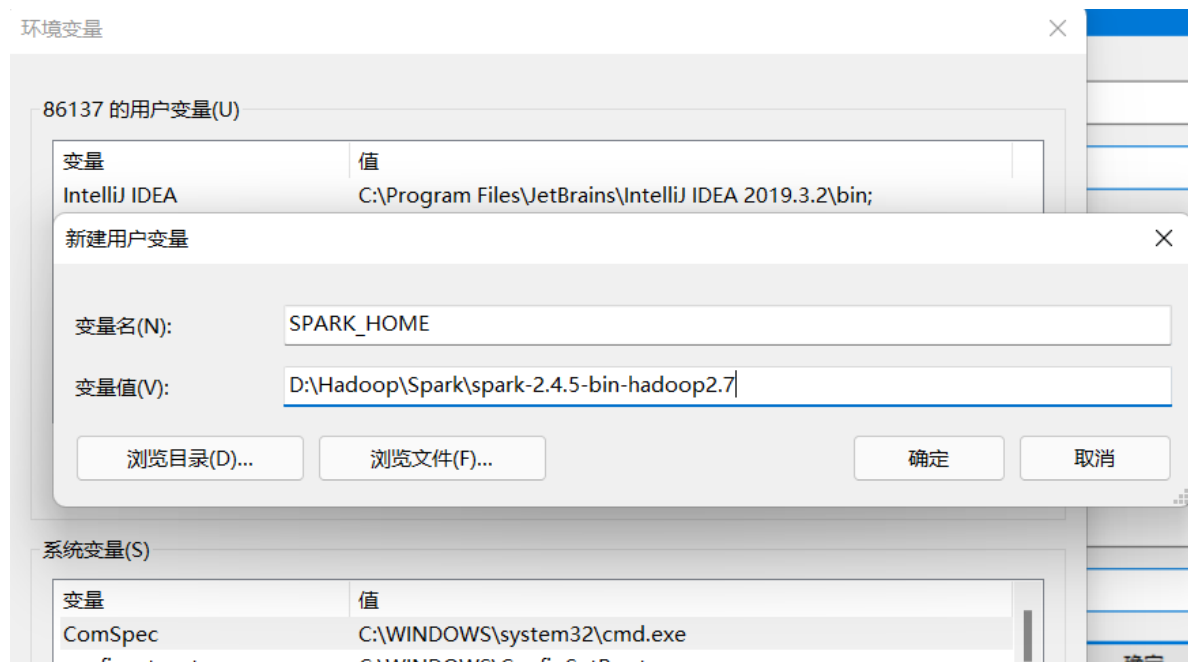 环境变量
86137 的用户变量(U)
变量 值
IntelliJ IDEA C:\Program Files\JetBrains\IntelliJ IDEA 2019.3.2\bin;
新建用户变量
变量名(N): SPARK_HOME
变量值(V): D:\Hadoop\Spark\spark-2.4.5-bin-hadoop2.7
浏览目录(D)... 浏览文件(F)... 确定 取消
系统变量(S)
变量 值
ComSpec C:\WINDOWS\system32\cmd.exe